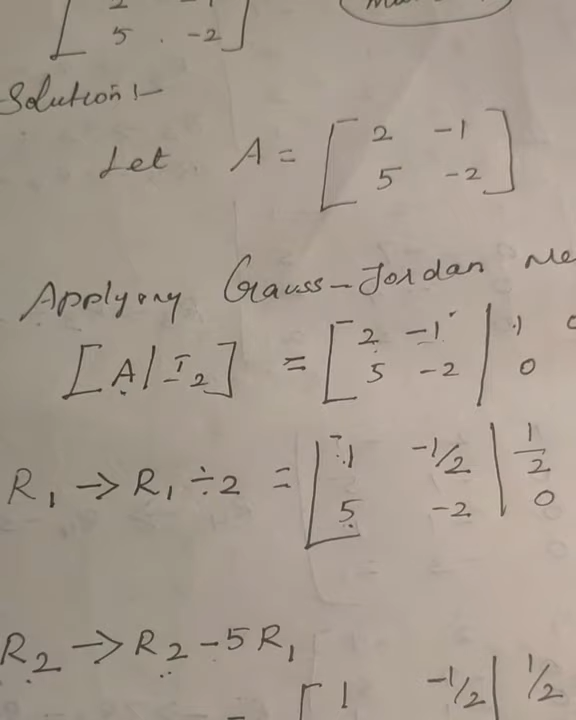 5 -2
Solution:-
Let A = [ 2 -1
5 -2 ]
Applying Gauss-Jordan
[A/I2] = [ 2 -1 | 1
5 -2 | 0
R1 → R1 ÷ 2 = [ 1 -1/2 | 1/2
5 -2 | 0
R2 → R2 - 5R1
= [ 1 -1/2 | 1/2